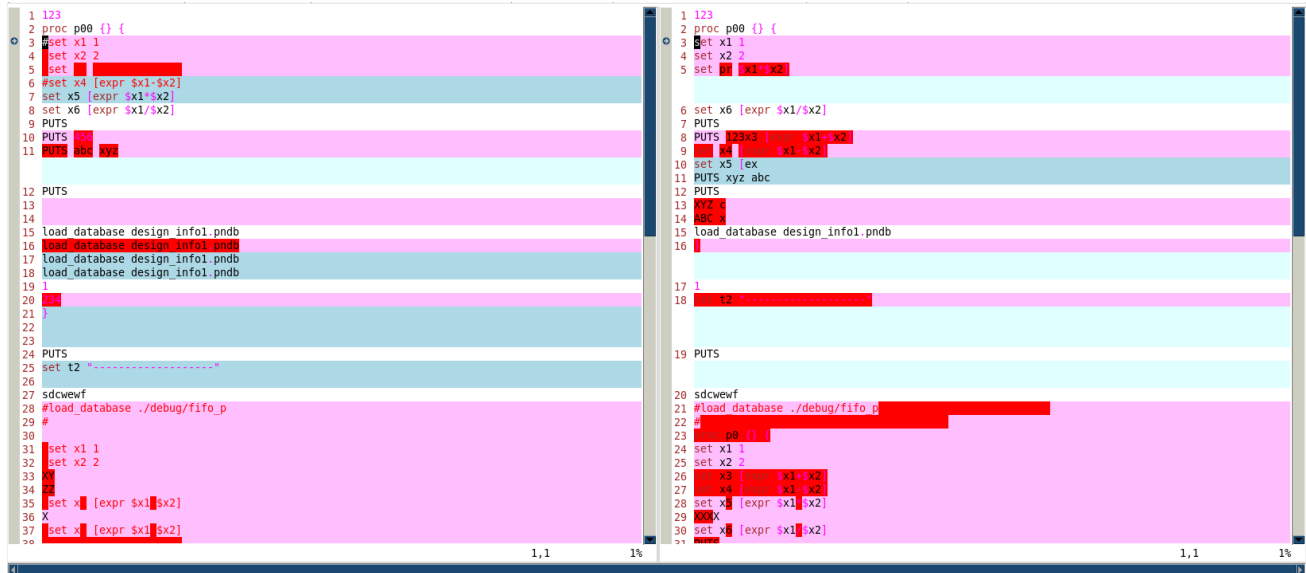 1 123
2 proc p00 {} {
3 #set x1 1
4 set x2 2
5 set
6 #set x4 [expr $x1-$x2]
7 set x5 [expr $x1*$x2]
8 set x6 [expr $x1/$x2]
9 PUTS
10 PUTS 456
11 PUTS abc xyz
12 PUTS
13
14
15 load_database design_info1.pndb
16 load_database design_info1.pndb
17 load_database design_info1.pndb
18 load_database design_info1.pndb
19 1
20 234
21 }
22
23
24 PUTS
25 set t2 "-------------------"
26
27 sdcwewf
28 #load_database ./debug/fifo_p
29 #
30
31 set x1 1
32 set x2 2
33 XY
34 ZZ
35 set x [expr $x1 $x2]
36 X
37 set x [expr $x1 $x2]
38
1,1 1%
1 123
2 proc p00 {} {
3 set x1 1
4 set x2 2
5 set pr $x1*$x2]
6 set x6 [expr $x1/$x2]
7 PUTS
8 PUTS 123x3 [ $x1+$x2]
9 x4 [ $x1-$x2]
10 set x5 [ex
11 PUTS xyz abc
12 PUTS
13 XYZ c
14 ABC x
15 load_database design_info1.pndb
16 }
17 1
18 t2 "-------------------"
19 PUTS
20 sdcwewf
21 #load_database ./debug/fifo_p
22 #
23 p0 {} {
24 set x1 1
25 set x2 2
26 x3 [ $x1+$x2]
27 x4 [ $x1-$x2]
28 set x5 [expr $x1 $x2]
29 XXXX
30 set x6 [expr $x1/$x2]
31 PUTS
1,1 1%